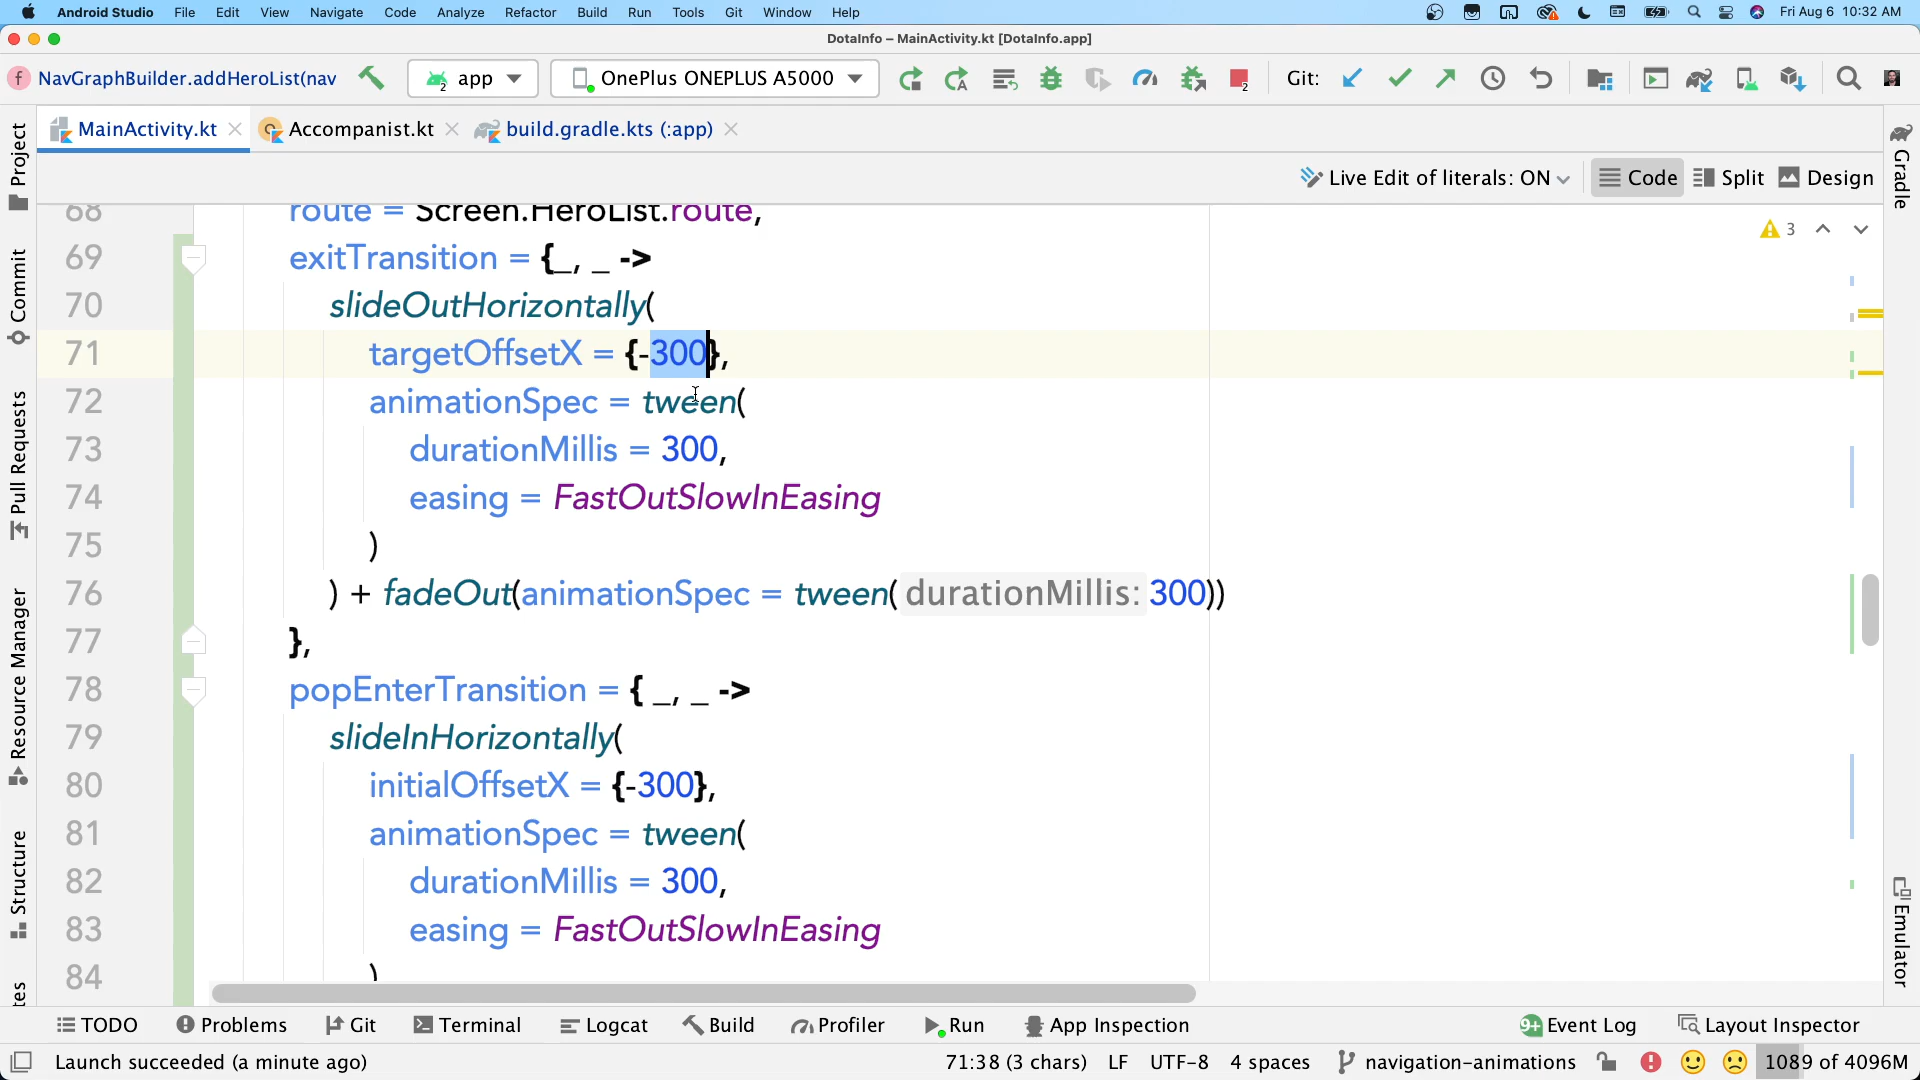 Android Studio File Edit View Navigate Code Analyze Refactor Build Run Tools Git Window Help Fri Aug 6 10:32 AM
DotaInfo – MainActivity.kt [DotaInfo.app]
NavGraphBuilder.addHeroList(nav app OnePlus ONEPLUS A5000 Git:
MainActivity.kt Accompanist.kt build.gradle.kts (:app)
Live Edit of literals: ON Code Split Design
Project
Commit
Pull Requests
Resource Manager
Structure
Gradle
Emulator
3
68 route = Screen.HeroList.route,
69 exitTransition = {_, _ ->
70 slideOutHorizontally(
71 targetOffsetX = {-300},
72 animationSpec = tween(
73 durationMillis = 300,
74 easing = FastOutSlowInEasing
75 )
76 ) + fadeOut(animationSpec = tween( durationMillis: 300))
77 },
78 popEnterTransition = { _, _ ->
79 slideInHorizontally(
80 initialOffsetX = {-300},
81 animationSpec = tween(
82 durationMillis = 300,
83 easing = FastOutSlowInEasing
84 )
TODO Problems Git Terminal Logcat Build Profiler Run App Inspection 9+ Event Log Layout Inspector
Launch succeeded (a minute ago) 71:38 (3 chars) LF UTF-8 4 spaces navigation-animations 1089 of 4096M